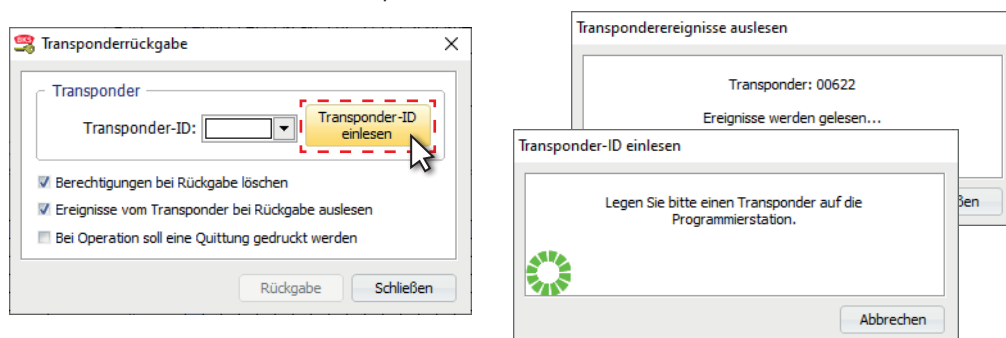 Transponderrückgabe
Transponder
Transponder-ID:
Transponder-ID
einlesen
Berechtigungen bei Rückgabe löschen
Ereignisse vom Transponder bei Rückgabe auslesen
Bei Operation soll eine Quittung gedruckt werden
Rückgabe
Schließen
Transponderereignisse auslesen
Transponder: 00622
Ereignisse werden gelesen...
Transponder-ID einlesen
Legen Sie bitte einen Transponder auf die
Programmierstation.
Abbrechen